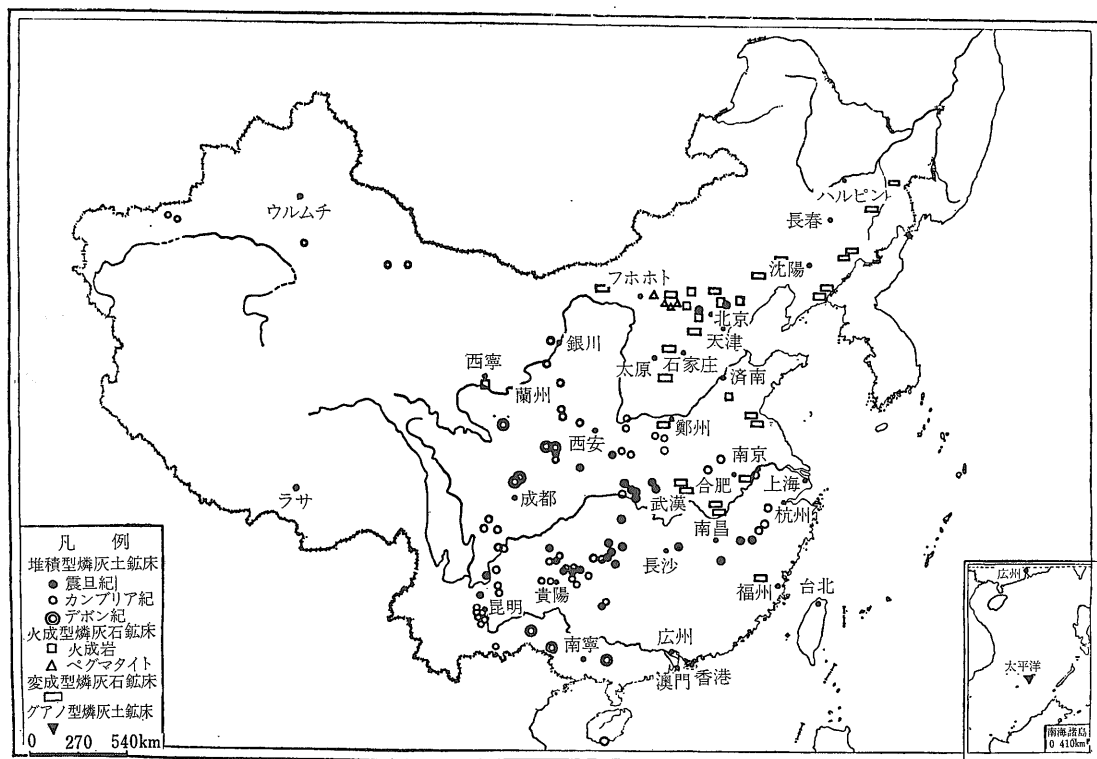 ウルムチ
ハルピン
長春
沈陽
フホホト
北京
天津
銀川
西寧
太原
石家庄
済南
蘭州
鄭州
西安
南京
合肥
上海
成都
武漢
杭州
ラサ
南昌
長沙
貴陽
福州
台北
昆明
南寧
広州
澳門
香港
凡 例
堆積型燐灰土鉱床
震旦紀
カンブリア紀
デボン紀
火成型燐灰石鉱床
火成岩
ペグマタイト
変成型燐灰石鉱床
グアノ型燐灰土鉱床
0 270 540km
広州
太平洋
南海諸島
0 410km